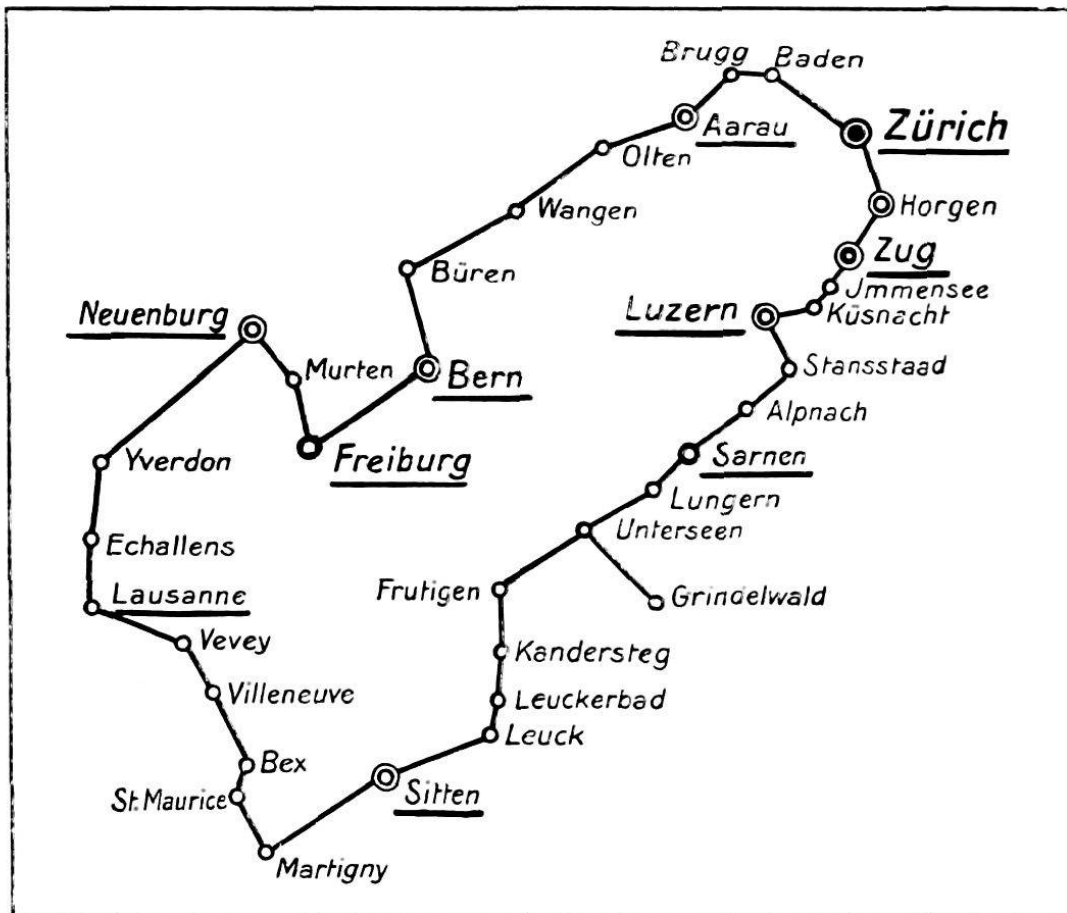 Brugg
Baden
Aarau
Zürich
Olten
Wangen
Horgen
Zug
Büren
Jmmensee
Neuenburg
Luzern
Küsnacht
Murten
Bern
Stansstaad
Alpnach
Yverdon
Freiburg
Sarnen
Lungern
Unterseen
Echallens
Frutigen
Grindelwald
Lausanne
Vevey
Kandersteg
Villeneuve
Leuckerbad
Leuck
Bex
St. Maurice
Sitten
Martigny